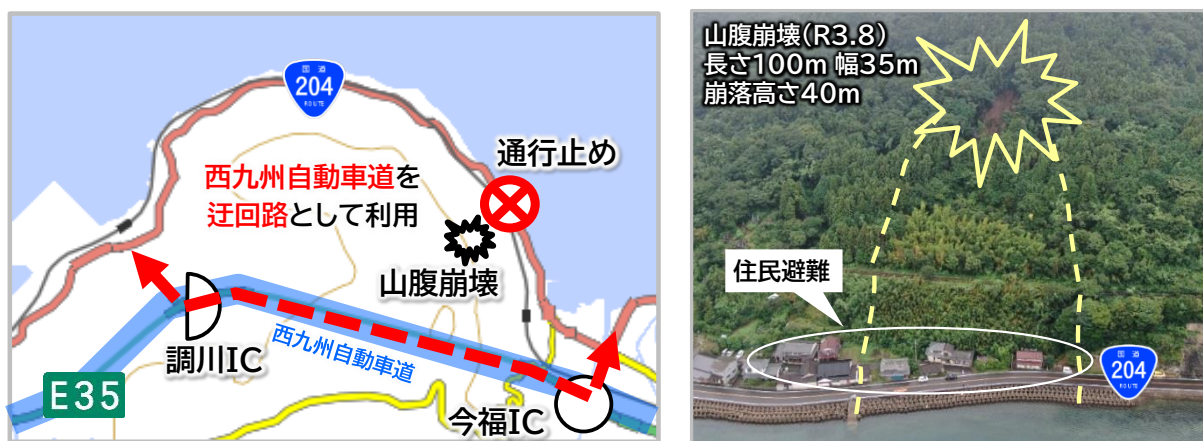 国道
204
ROUTE
通行止め
西九州自動車道を
迂回路として利用
山腹崩壊
西九州自動車道
調川IC
E35
今福IC
山腹崩壊(R3.8)
長さ100m 幅35m
崩落高さ40m
住民避難
国道
204
ROUTE